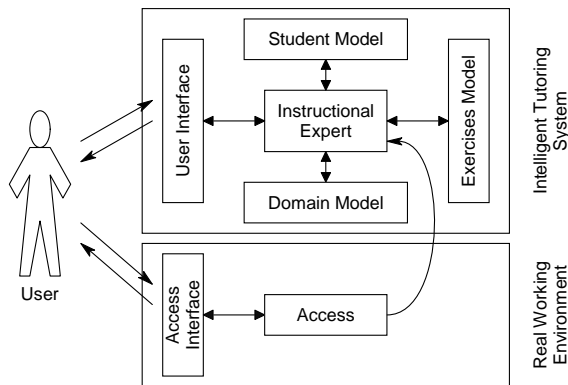 Student Model
User Interface
Instructional
Expert
Exercises Model
Domain Model
Intelligent Tutoring
System
User
Access
Interface
Access
Real Working
Environment